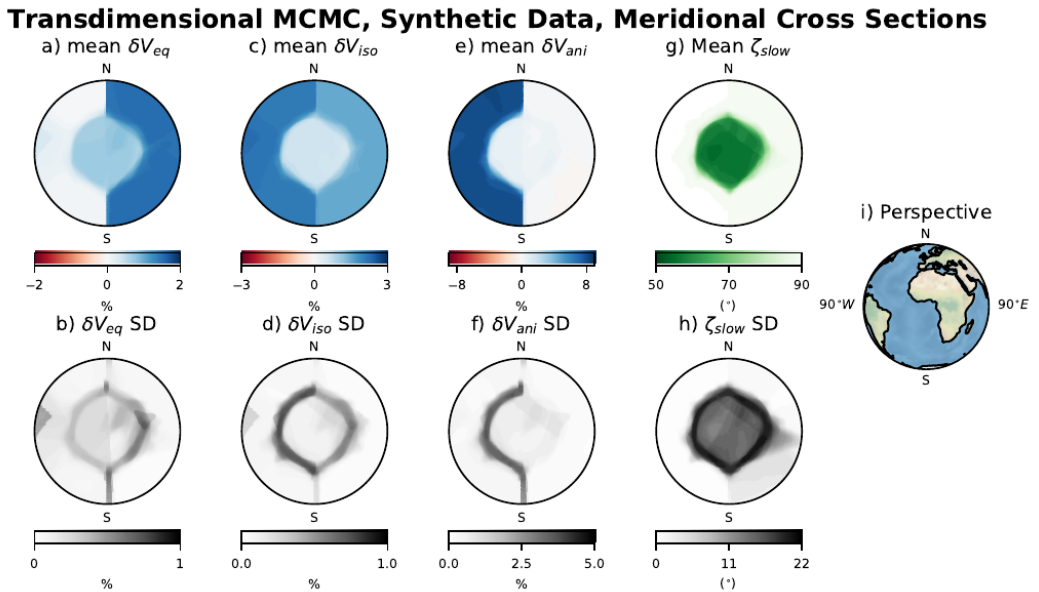 Transdimensional MCMC, Synthetic Data, Meridional Cross Sections
a) mean δV_eq
c) mean δV_iso
e) mean δV_ani
g) Mean ζ_slow
N
N
N
N
S
S
S
S
−2 0 2
%
−3 0 3
%
−8 0 8
%
50 70 90
(°)
b) δV_eq SD
d) δV_iso SD
f) δV_ani SD
h) ζ_slow SD
N
N
N
N
S
S
S
S
0 1
%
0.0 1.0
%
0.0 2.5 5.0
%
0 11 22
(°)
i) Perspective
N
90°W
90°E
S